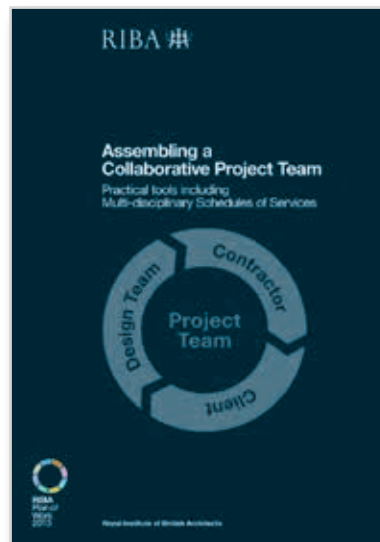 RIBA
Assembling a
Collaborative Project Team
Practical tools including
Multi-disciplinary Schedules of Services
Design Team
Contractor
Project
Team
Client
RIBA
Plan of
Work
2013
Royal Institute of British Architects